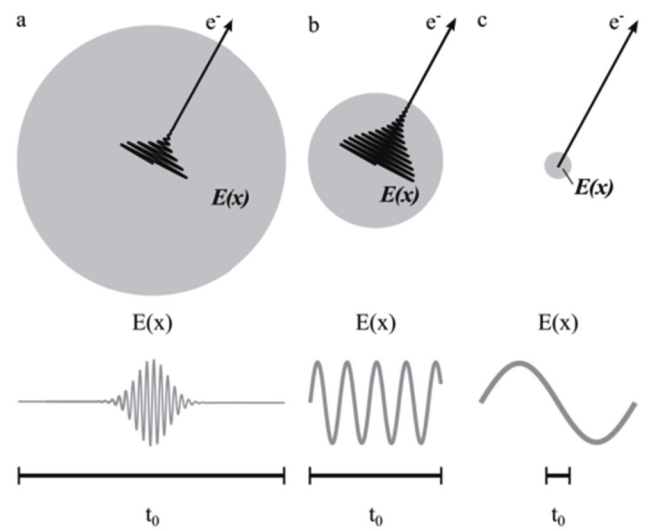 a e⁻ b e⁻ c e⁻
E(x) E(x) E(x)
E(x) E(x) E(x)
t₀ t₀ t₀